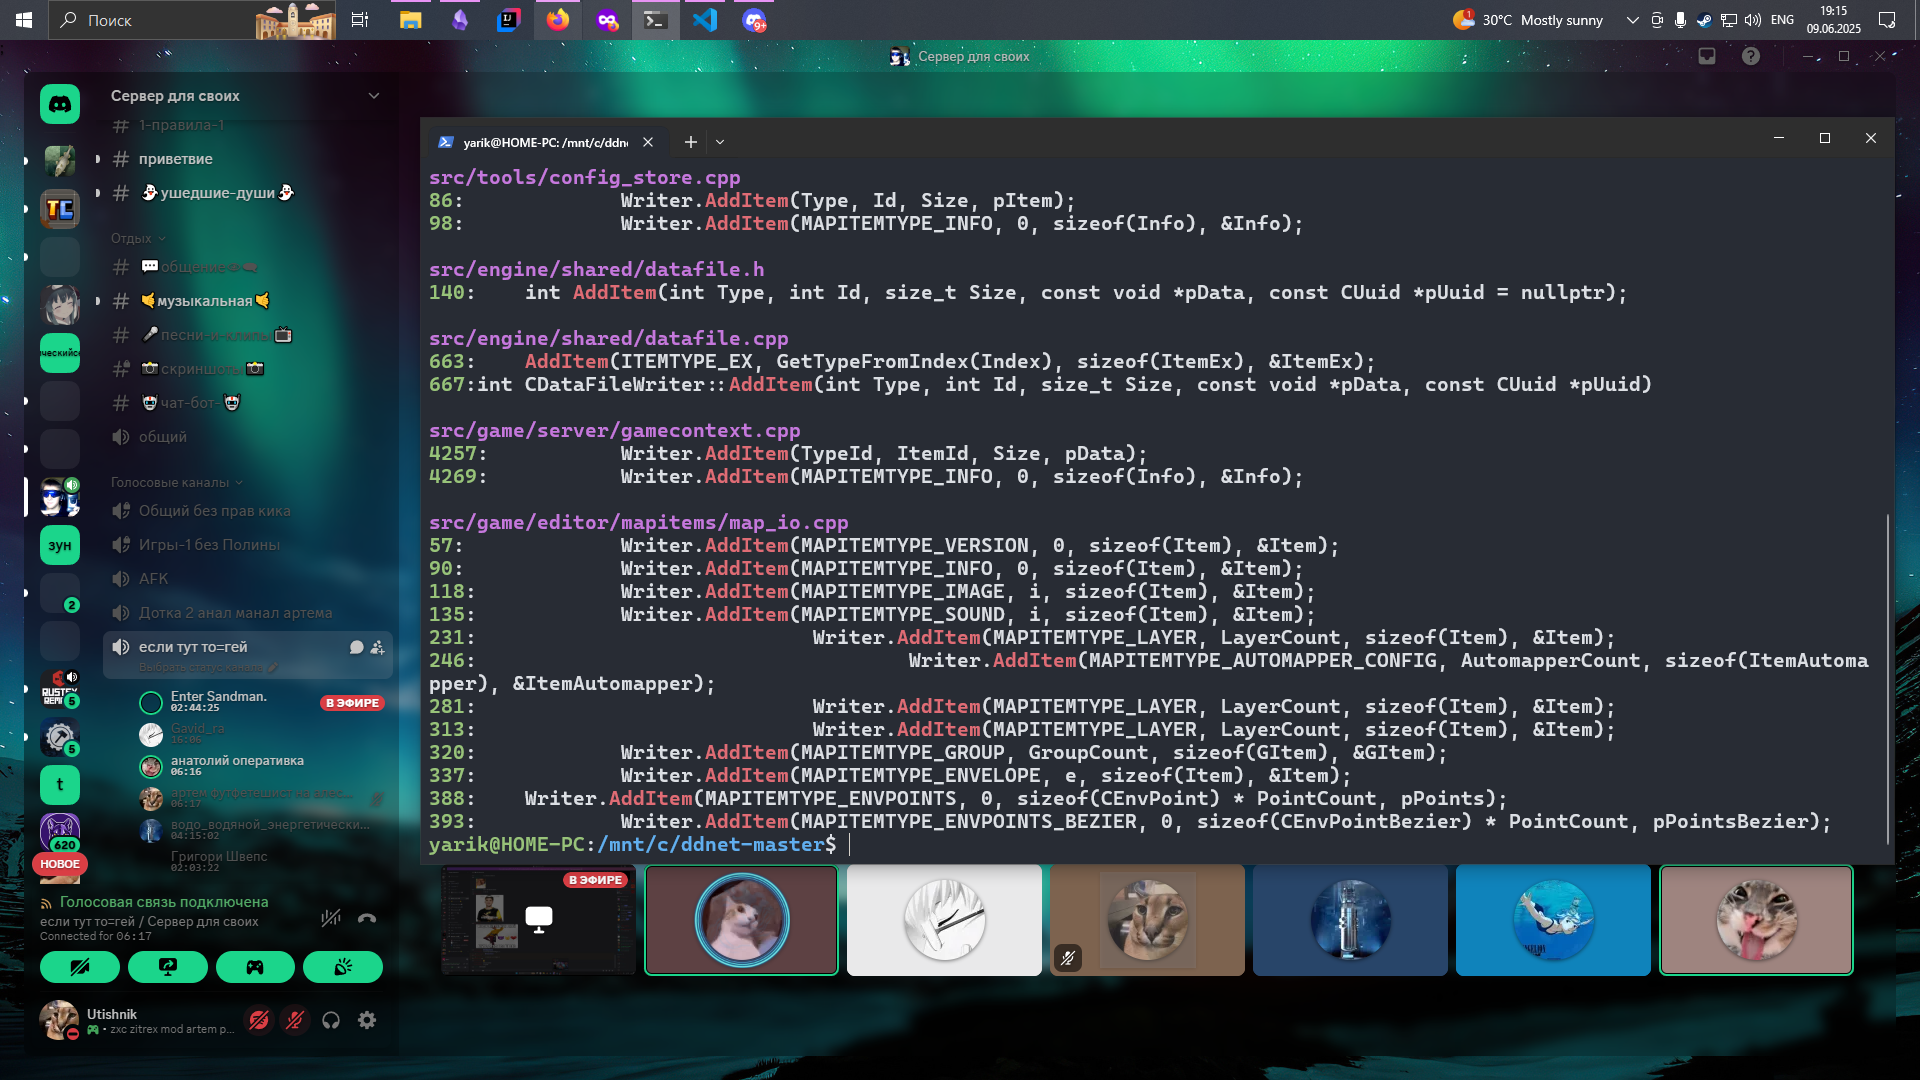 Поиск
30°C Mostly sunny
ENG
19:15
09.06.2025
Сервер для своих
Сервер для своих
1-правила-1
приветвие
ушедшие-души
Отдых
общение
музыкальная
песни-и-клипы
скриншоты
чат-бот-
общий
Голосовые каналы
Общий без прав кика
Игры-1 без Полины
AFK
Дотка 2 анал манал артема
если тут то=гей
Выбрать статус канала
Enter Sandman.
02:44:25
В ЭФИРЕ
Gavid_ra
16:06
анатолий оперативка
06:16
06:17
водо_водяной_энергетически...
04:15:02
Григори Швепс
02:03:22
TC
зун
2
5
5
t
620
НОВОЕ
Голосовая связь подключена
если тут то=гей / Сервер для своих
Connected for 06:17
Utishnik
zxc zitrex mod artem p...
yarik@HOME-PC: /mnt/c/ddn
src/tools/config_store.cpp
86: Writer.AddItem(Type, Id, Size, pItem);
98: Writer.AddItem(MAPITEMTYPE_INFO, 0, sizeof(Info), &Info);
src/engine/shared/datafile.h
140: int AddItem(int Type, int Id, size_t Size, const void *pData, const CUuid *pUuid = nullptr);
src/engine/shared/datafile.cpp
663: AddItem(ITEMTYPE_EX, GetTypeFromIndex(Index), sizeof(ItemEx), &ItemEx);
667:int CDataFileWriter::AddItem(int Type, int Id, size_t Size, const void *pData, const CUuid *pUuid)
src/game/server/gamecontext.cpp
4257: Writer.AddItem(TypeId, ItemId, Size, pData);
4269: Writer.AddItem(MAPITEMTYPE_INFO, 0, sizeof(Info), &Info);
src/game/editor/mapitems/map_io.cpp
57: Writer.AddItem(MAPITEMTYPE_VERSION, 0, sizeof(Item), &Item);
90: Writer.AddItem(MAPITEMTYPE_INFO, 0, sizeof(Item), &Item);
118: Writer.AddItem(MAPITEMTYPE_IMAGE, i, sizeof(Item), &Item);
135: Writer.AddItem(MAPITEMTYPE_SOUND, i, sizeof(Item), &Item);
231: Writer.AddItem(MAPITEMTYPE_LAYER, LayerCount, sizeof(Item), &Item);
246: Writer.AddItem(MAPITEMTYPE_AUTOMAPPER_CONFIG, AutomapperCount, sizeof(ItemAutoma
pper), &ItemAutomapper);
281: Writer.AddItem(MAPITEMTYPE_LAYER, LayerCount, sizeof(Item), &Item);
313: Writer.AddItem(MAPITEMTYPE_LAYER, LayerCount, sizeof(Item), &Item);
320: Writer.AddItem(MAPITEMTYPE_GROUP, GroupCount, sizeof(GItem), &GItem);
337: Writer.AddItem(MAPITEMTYPE_ENVELOPE, e, sizeof(Item), &Item);
388: Writer.AddItem(MAPITEMTYPE_ENVPOINTS, 0, sizeof(CEnvPoint) * PointCount, pPoints);
393: Writer.AddItem(MAPITEMTYPE_ENVPOINTS_BEZIER, 0, sizeof(CEnvPointBezier) * PointCount, pPointsBezier);
yarik@HOME-PC:/mnt/c/ddnet-master$
В ЭФИРЕ